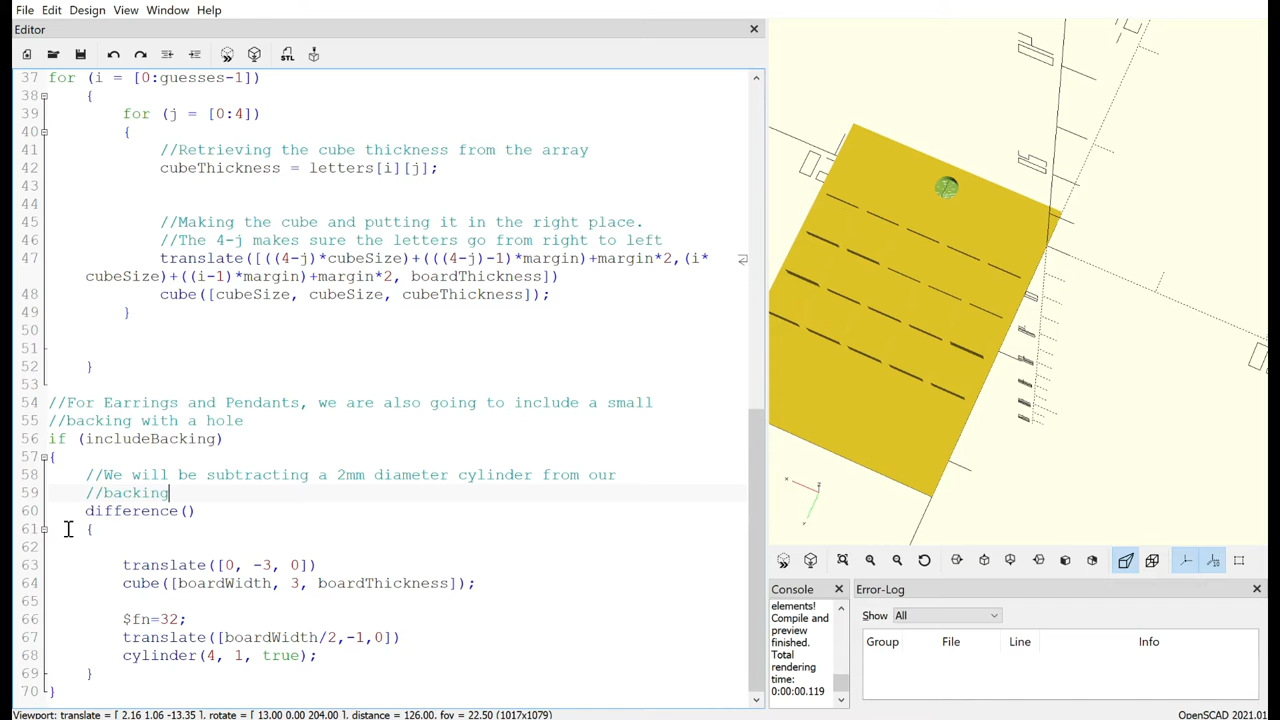 File Edit Design View Window Help
Editor
37 for (i = [0:guesses-1])
38 {
39 for (j = [0:4])
40 {
41 //Retrieving the cube thickness from the array
42 cubeThickness = letters[i][j];
43
44
45 //Making the cube and putting it in the right place.
46 //The 4-j makes sure the letters go from right to left
47 translate([((4-j)*cubeSize)+(((4-j)-1)*margin)+margin*2,(i*
cubeSize)+((i-1)*margin)+margin*2, boardThickness])
48 cube([cubeSize, cubeSize, cubeThickness]);
49 }
50
51
52 }
53
54 //For Earrings and Pendants, we are also going to include a small
55 //backing with a hole
56 if (includeBacking)
57 {
58 //We will be subtracting a 2mm diameter cylinder from our
59 //backing
60 difference()
61 {
62
63 translate([0, -3, 0])
64 cube([boardWidth, 3, boardThickness]);
65
66 $fn=32;
67 translate([boardWidth/2,-1,0])
68 cylinder(4, 1, true);
69 }
70 }
STL
Console
elements!
Compile and
preview
finished.
Total
rendering
time:
0:00:00.119
Error-Log
Show All
Group File Line Info
Viewport: translate = [ 2.16 1.06 -13.35 ], rotate = [ 13.00 0.00 204.00 ], distance = 126.00, fov = 22.50 (1017x1079)
OpenSCAD 2021.01